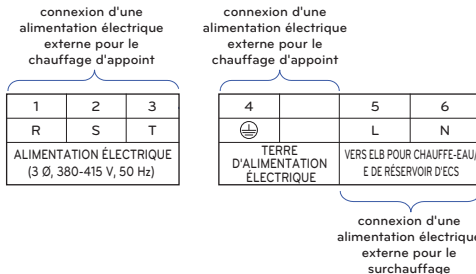 connexion d'une
alimentation électrique
externe pour le
chauffage d'appoint
connexion d'une
alimentation électrique
externe pour le
chauffage d'appoint
1 2 3
R S T
ALIMENTATION ÉLECTRIQUE
(3 Ø, 380-415 V, 50 Hz)
4 5 6
L N
TERRE
D'ALIMENTATION
ÉLECTRIQUE
VERS ELB POUR CHAUFFE-EAU/
E DE RÉSERVOIR D'ECS
connexion d'une
alimentation électrique
externe pour le
surchauffage